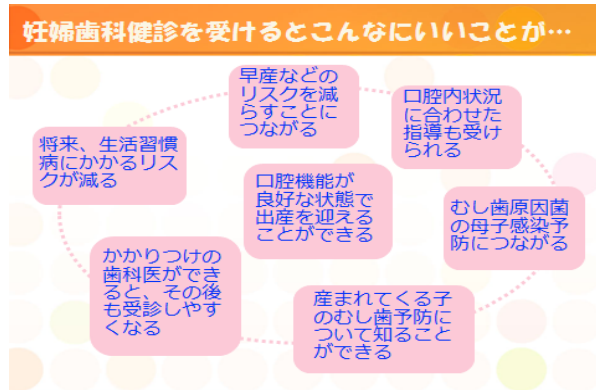 妊婦歯科健診を受けるとこんなにいいことが…
早産などの
リスクを減
らすことに
つながる
口腔内状況
に合わせた
指導も受け
られる
将来、生活習慣
病にかかるリス
クが減る
口腔機能が
良好な状態で
出産を迎える
ことができる
むし歯原因菌
の母子感染予
防につながる
かかりつけの
歯科医ができ
ると、その後
も受診しやす
くなる
産まれてくる子
のむし歯予防に
ついて知ること
ができる